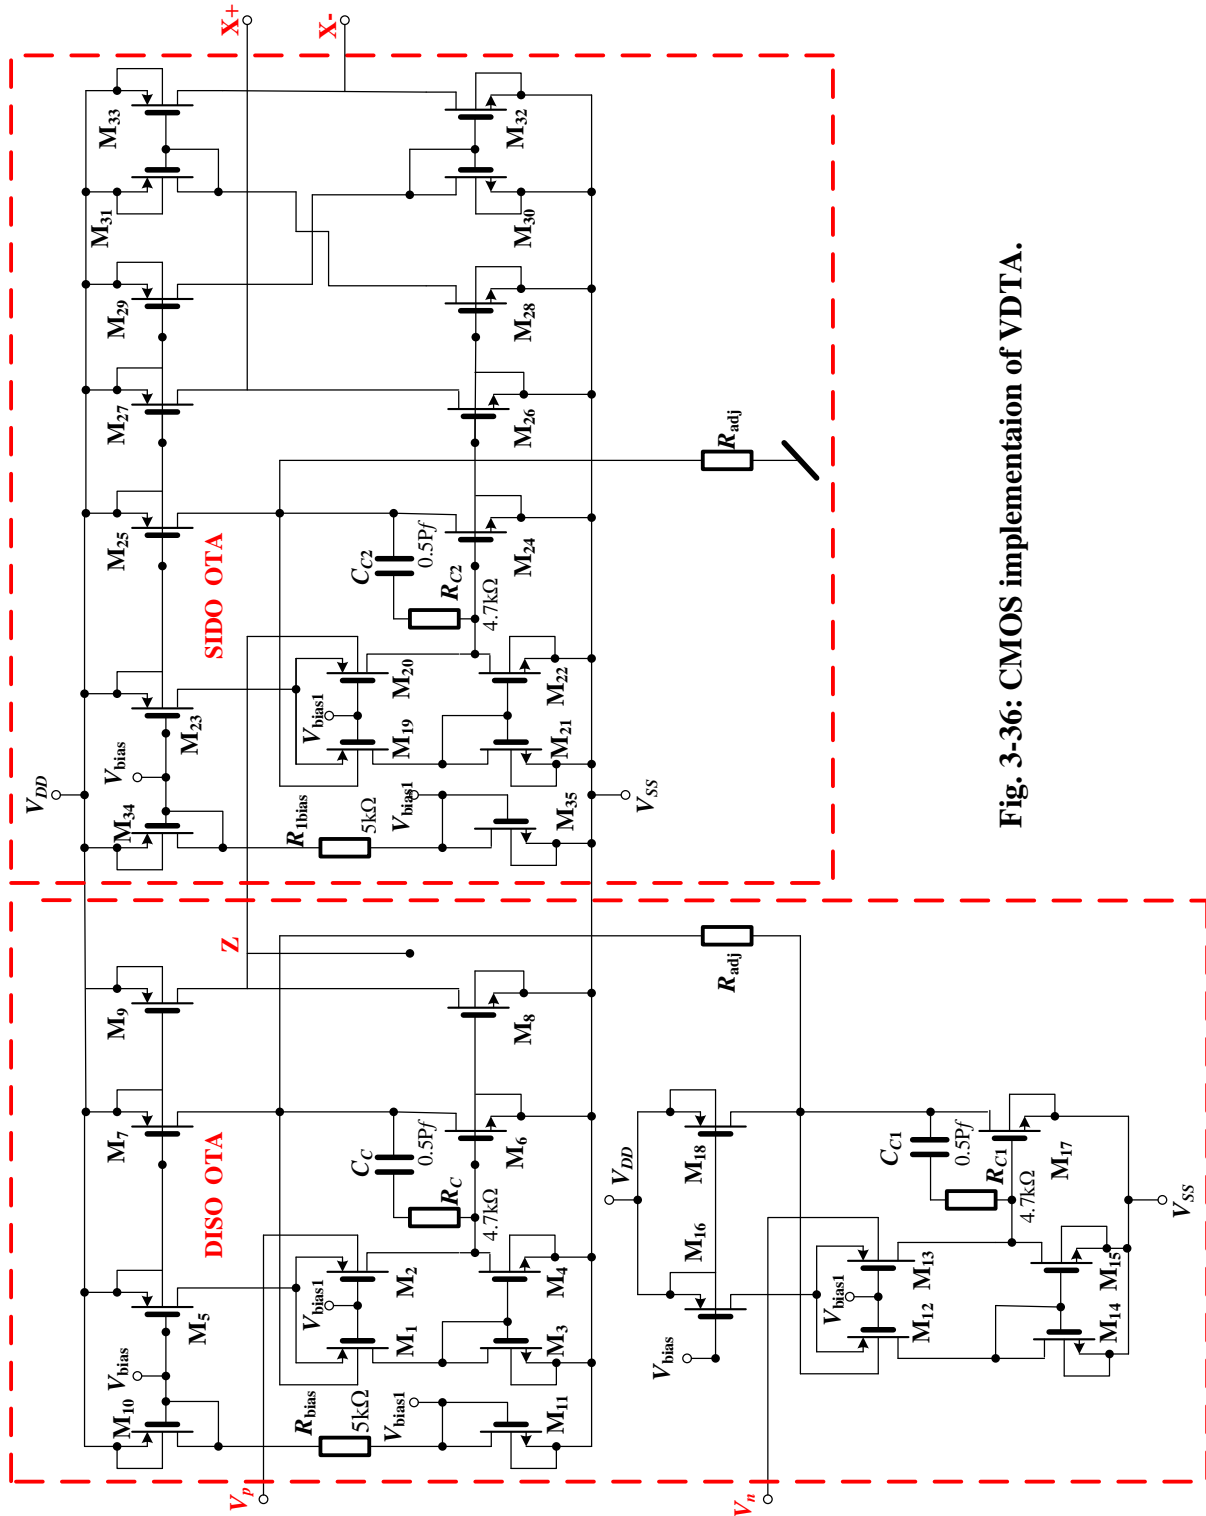 X+
X-
M33
M31
M32
M30
M29
M28
M27
M26
Radj
M25
SIDO OTA
CC2
0.5Pf
RC2
4.7kΩ
M24
M23
Vbias
VDD
M34
Vbias1
M20
M19
M22
M21
R1bias
5kΩ
Vbias1
M35
VSS
Z
Radj
M9
M8
M7
DISO OTA
CC
0.5Pf
RC
4.7kΩ
M6
M5
Vbias
M10
Vbias1
M2
M1
M4
M3
Rbias
5kΩ
Vbias1
M11
Vp
VDD
M18
M16
Vbias
CC1
0.5Pf
RC1
4.7kΩ
M17
Vbias1
M13
M12
M15
M14
VSS
Vn
Fig. 3-36: CMOS implementaion of VDTA.